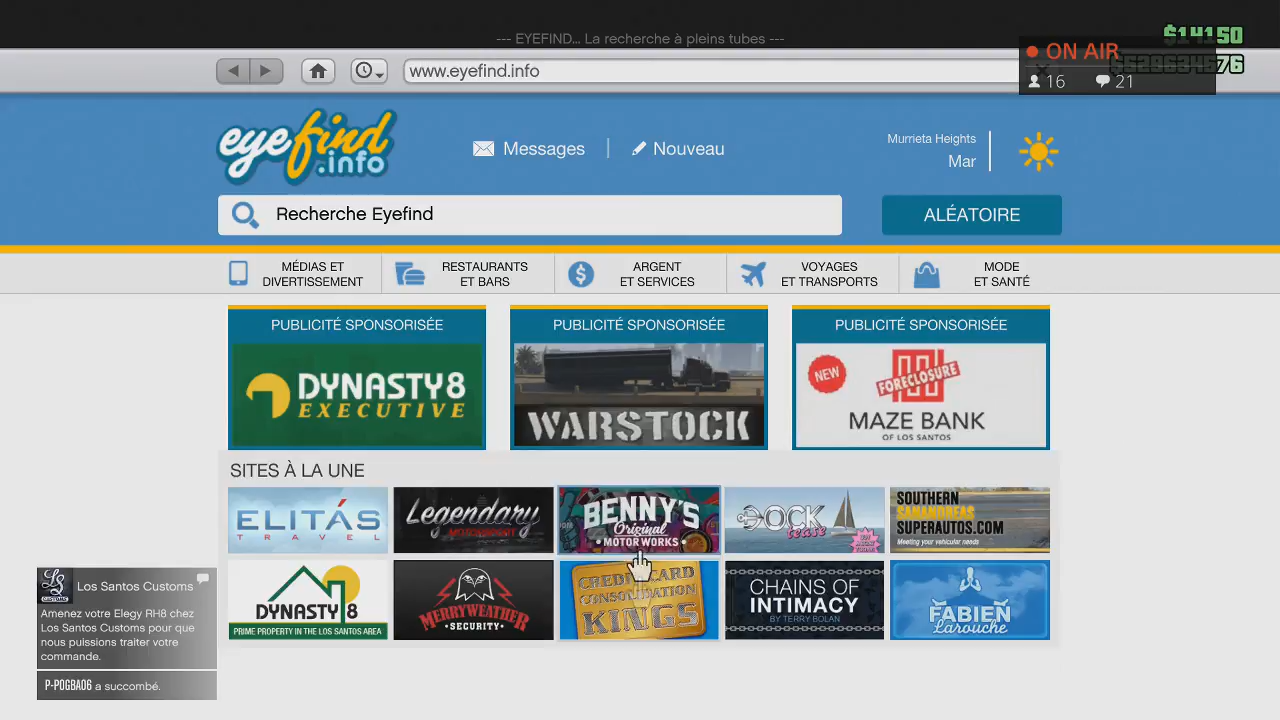 --- EYEFIND... La recherche à pleins tubes ---
$14150
ON AIR
16 21
www.eyefind.info
eyefind
.info
Messages
Nouveau
Murrieta Heights
Mar
Recherche Eyefind
ALÉATOIRE
MÉDIAS ET
DIVERTISSEMENT
RESTAURANTS
ET BARS
ARGENT
ET SERVICES
VOYAGES
ET TRANSPORTS
MODE
ET SANTÉ
PUBLICITÉ SPONSORISÉE
DYNASTY8
EXECUTIVE
PUBLICITÉ SPONSORISÉE
WARSTOCK
PUBLICITÉ SPONSORISÉE
NEW
FORECLOSURE
MAZE BANK
OF LOS SANTOS
SITES À LA UNE
ELITÁS
TRAVEL
Legendary
MOTORSPORT
BENNY'S
Original
MOTOR WORKS
DOCK
tease
SOUTHERN
SANANDREAS
SUPERAUTOS.COM
Meeting your vehicular needs
DYNASTY 8
PRIME PROPERTY IN THE LOS SANTOS AREA
MERRYWEATHER
SECURITY
CREDIT CARD
CONSOLIDATION
KINGS
CHAINS OF
INTIMACY
BY TERRY BOLAN
FABIEN
Larouche
LS
CUSTOMS
Los Santos Customs
Amenez votre Elegy RH8 chez
Los Santos Customs pour que
nous puissions traiter votre
commande.
P-POGBA06 a succombé.